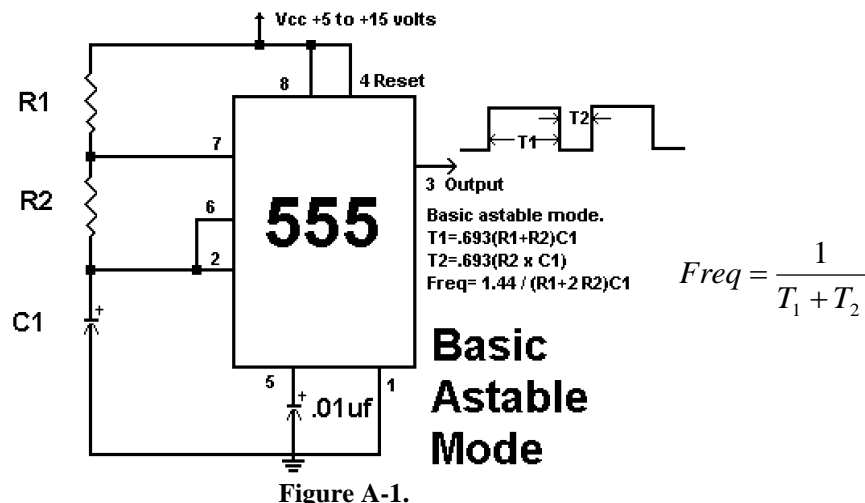 Vcc +5 to +15 volts
4 Reset
8
R1
7
T2
T1
3 Output
R2
6
555
Basic astable mode.
T1=.693(R1+R2)C1
T2=.693(R2 x C1)
Freq= 1.44 / (R1+2 R2)C1
Freq = 1 / (T₁ + T₂)
2
C1
+
Basic
Astable
Mode
5
+
.01uf
1
Figure A-1.